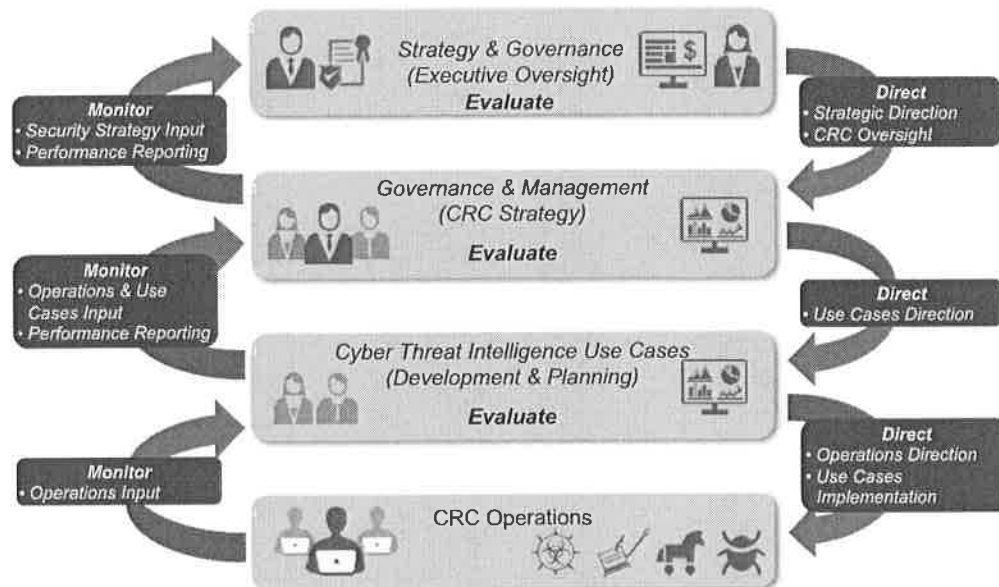 Strategy & Governance
(Executive Oversight)
Evaluate
$
Monitor
• Security Strategy Input
• Performance Reporting
Direct
• Strategic Direction
• CRC Oversight
Governance & Management
(CRC Strategy)
Evaluate
Monitor
• Operations & Use
Cases Input
• Performance Reporting
Direct
• Use Cases Direction
Cyber Threat Intelligence Use Cases
(Development & Planning)
Evaluate
Monitor
• Operations Input
Direct
• Operations Direction
• Use Cases
Implementation
CRC Operations